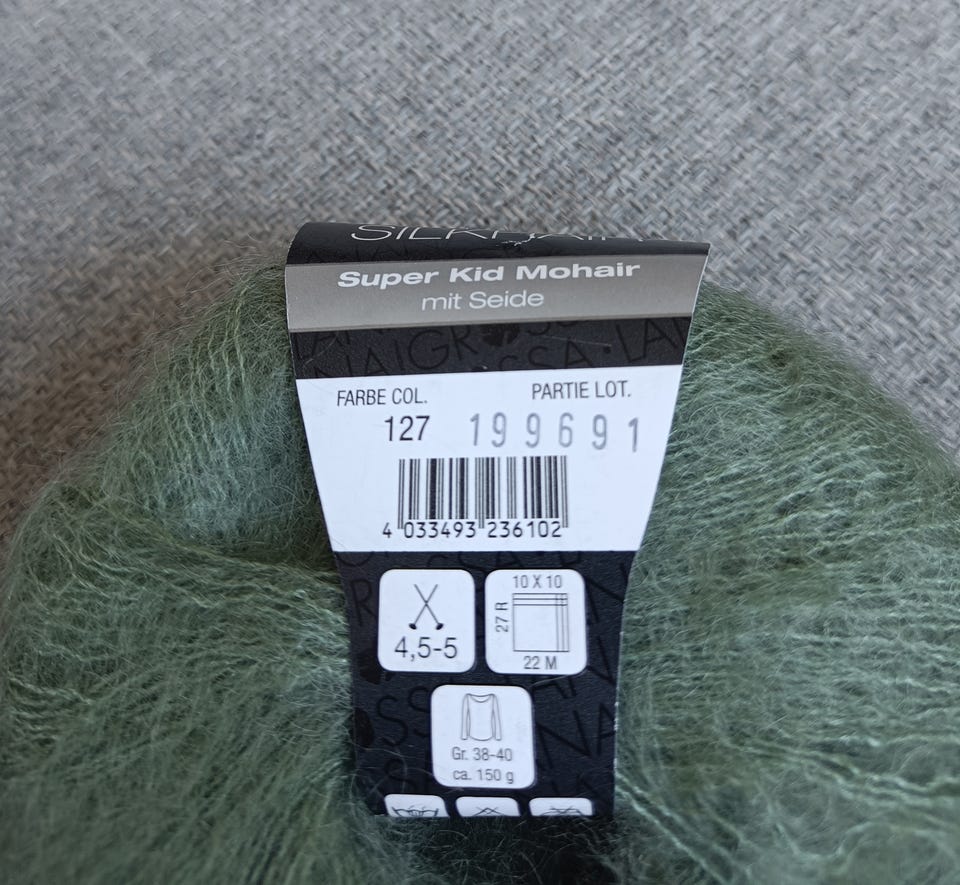 SILKHAIR
Super Kid Mohair
mit Seide
FARBE COL.
PARTIE LOT.
127
199691
4 033493 236102
4,5-5
10 X 10
27 R
22 M
Gr. 38-40
ca. 150 g